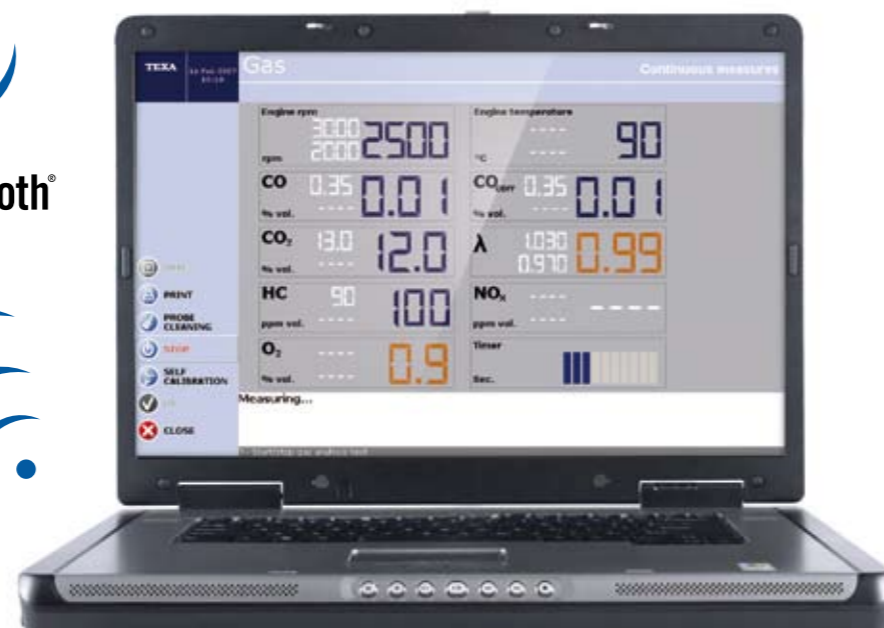 oth®
TEXA
Gas
Continuous measures
Engine rpm
3000
2000
2500
rpm
Engine temperature
----
----
90
°C
CO
0.35
----
0.01
% vol.
COcorr
0.35
----
0.01
% vol.
CO2
13.0
----
12.0
% vol.
λ
1.030
0.970
0.99
HC
90
----
100
ppm vol.
NOx
----
----
----
ppm vol.
O2
----
----
0.9
% vol.
Timer
Sec.
PRINT
PROBE
CLEANING
STOP
SELF
CALIBRATION
CLOSE
Measuring...